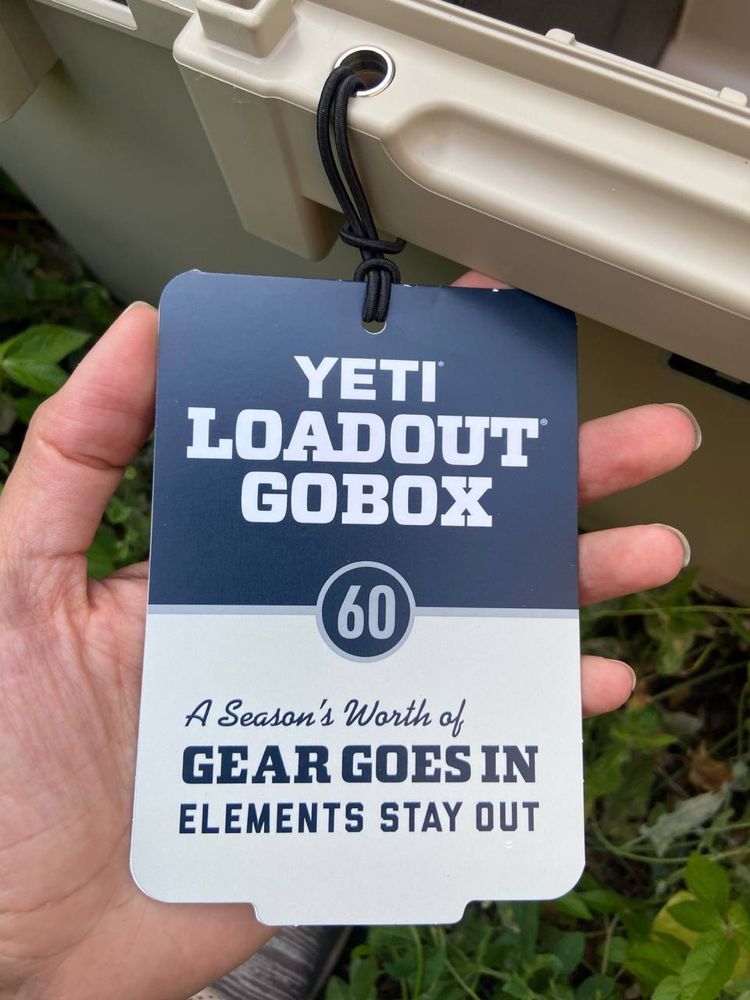 YETI®
LOADOUT®
GOBOX
60
A Season's Worth of
GEAR GOES IN
ELEMENTS STAY OUT